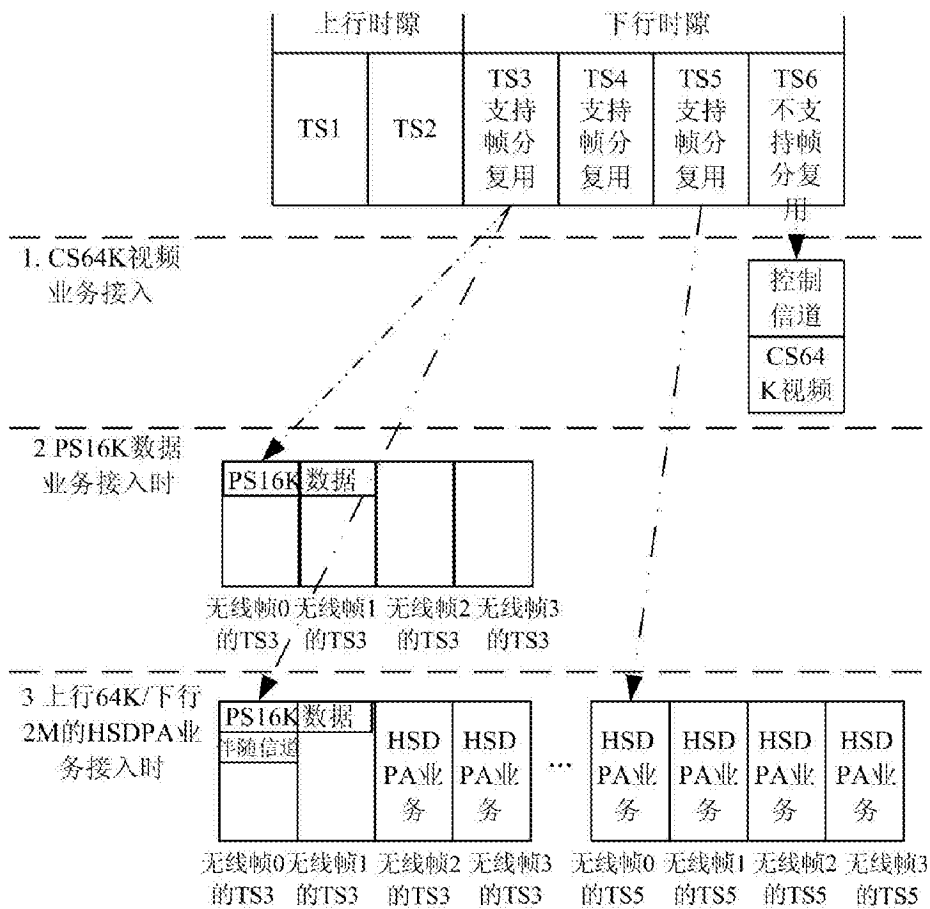 上行时隙 下行时隙
TS1 TS2 TS3 TS4 TS5 TS6
支持 支持 支持 不支
帧分 帧分 帧分 持帧
复用 复用 复用 分复
用
1. CS64K视频
业务接入
控制
信道
CS64
K视频
2 PS16K数据
业务接入时
PS16K数据
无线帧0 无线帧1 无线帧2 无线帧3
的TS3 的TS3 的TS3 的TS3
3 上行64K/下行
2M的HSDPA业
务接入时
PS16K数据
伴随信道
HSD HSD ... HSD HSD HSD HSD
PA业 PA业 PA业 PA业 PA业 PA业
务 务 务 务 务 务
无线帧0 无线帧1 无线帧2 无线帧3 无线帧0 无线帧1 无线帧2 无线帧3
的TS3 的TS3 的TS3 的TS3 的TS5 的TS5 的TS5 的TS5